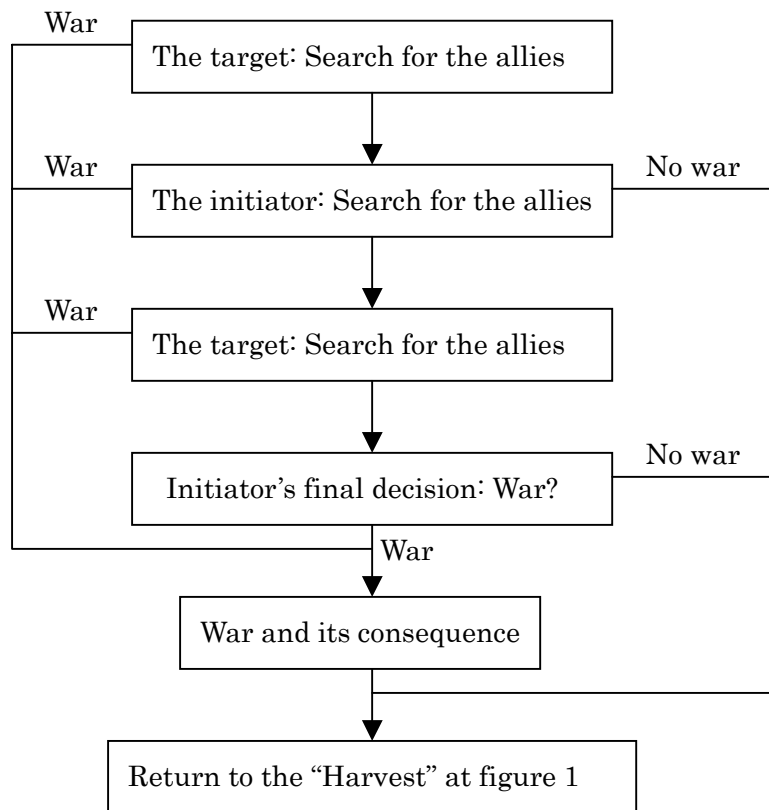 War
The target: Search for the allies
War
The initiator: Search for the allies
No war
War
The target: Search for the allies
No war
Initiator’s final decision: War?
War
War and its consequence
Return to the “Harvest” at figure 1